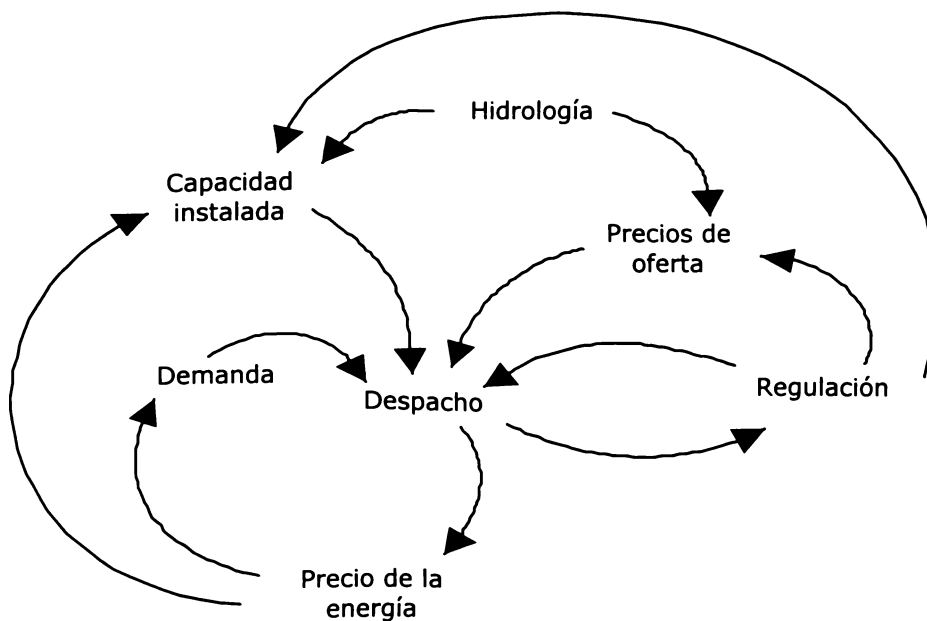 Hidrología
Capacidad
instalada
Precios de
oferta
Demanda
Despacho
Regulación
Precio de la
energía